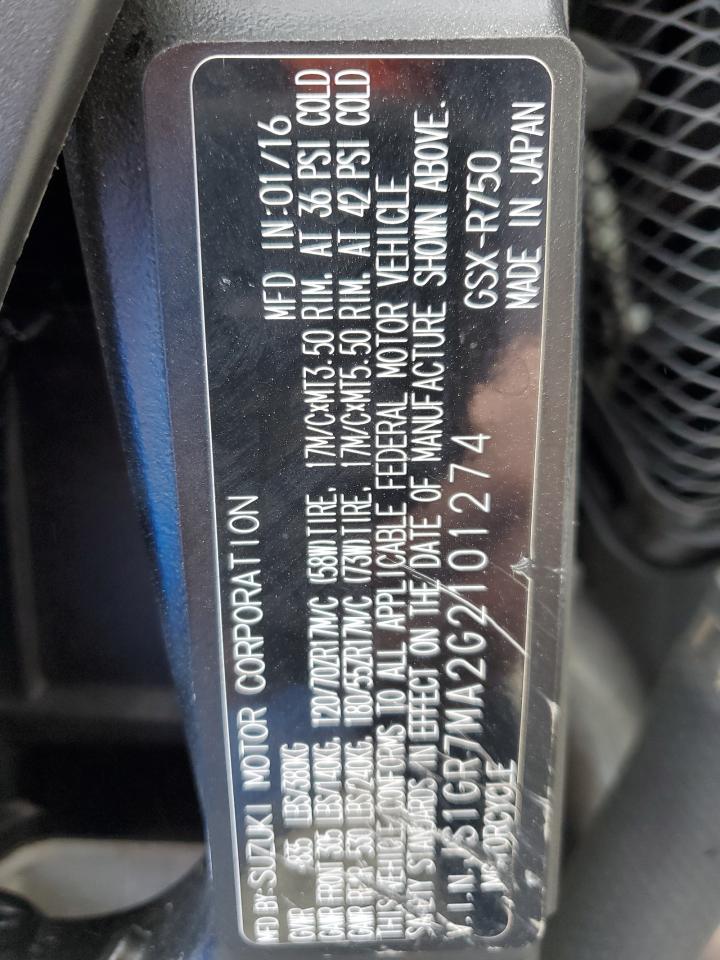 MFD BY:SUZUKI MOTOR CORPORATION
MFD IN:01/16
GVWR 835 LBS/380KG
GAWR FRONT 305 LBS/140KG. 120/70ZR17M/C (58W)TIRE. 17M/CxMT3.50 RIM. AT 36 PSI COLD
GAWR REAR 530 LBS/240KG. 180/55ZR17M/C (73W)TIRE. 17M/CxMT5.50 RIM. AT 42 PSI COLD
THIS VEHICLE CONFORMS TO ALL APPLICABLE FEDERAL MOTOR VEHICLE
SAFETY STANDARDS IN EFFECT ON THE DATE OF MANUFACTURE SHOWN ABOVE.
V.I.N. JS1GR7MA2G2101274 GSX-R750
MOTORCYCLE MADE IN JAPAN